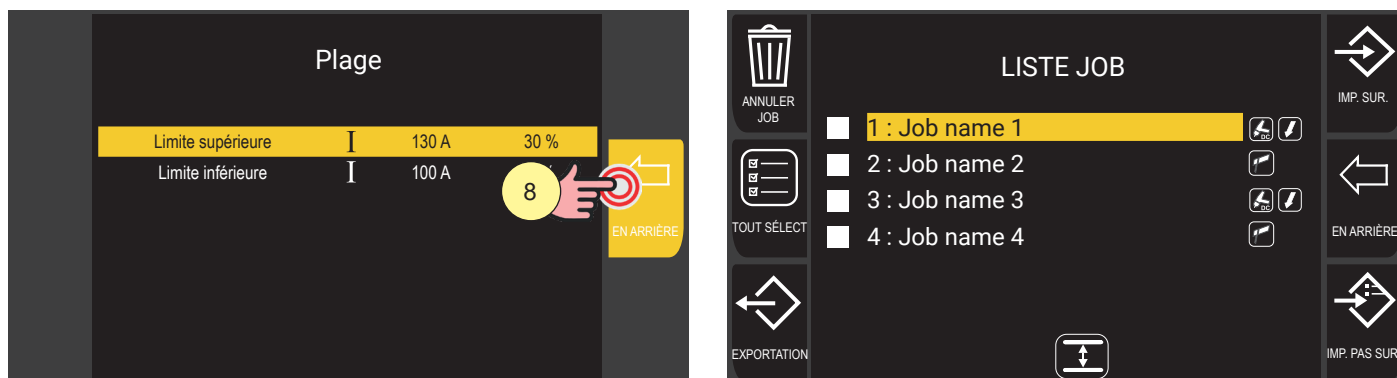 Plage
Limite supérieure I 130 A 30 %
Limite inférieure I 100 A
8
EN ARRIÈRE
LISTE JOB
ANNULER
JOB
IMP. SUR.
1 : Job name 1
DC
2 : Job name 2
3 : Job name 3
DC
4 : Job name 4
TOUT SÉLECT
EN ARRIÈRE
EXPORTATION
IMP. PAS SUR